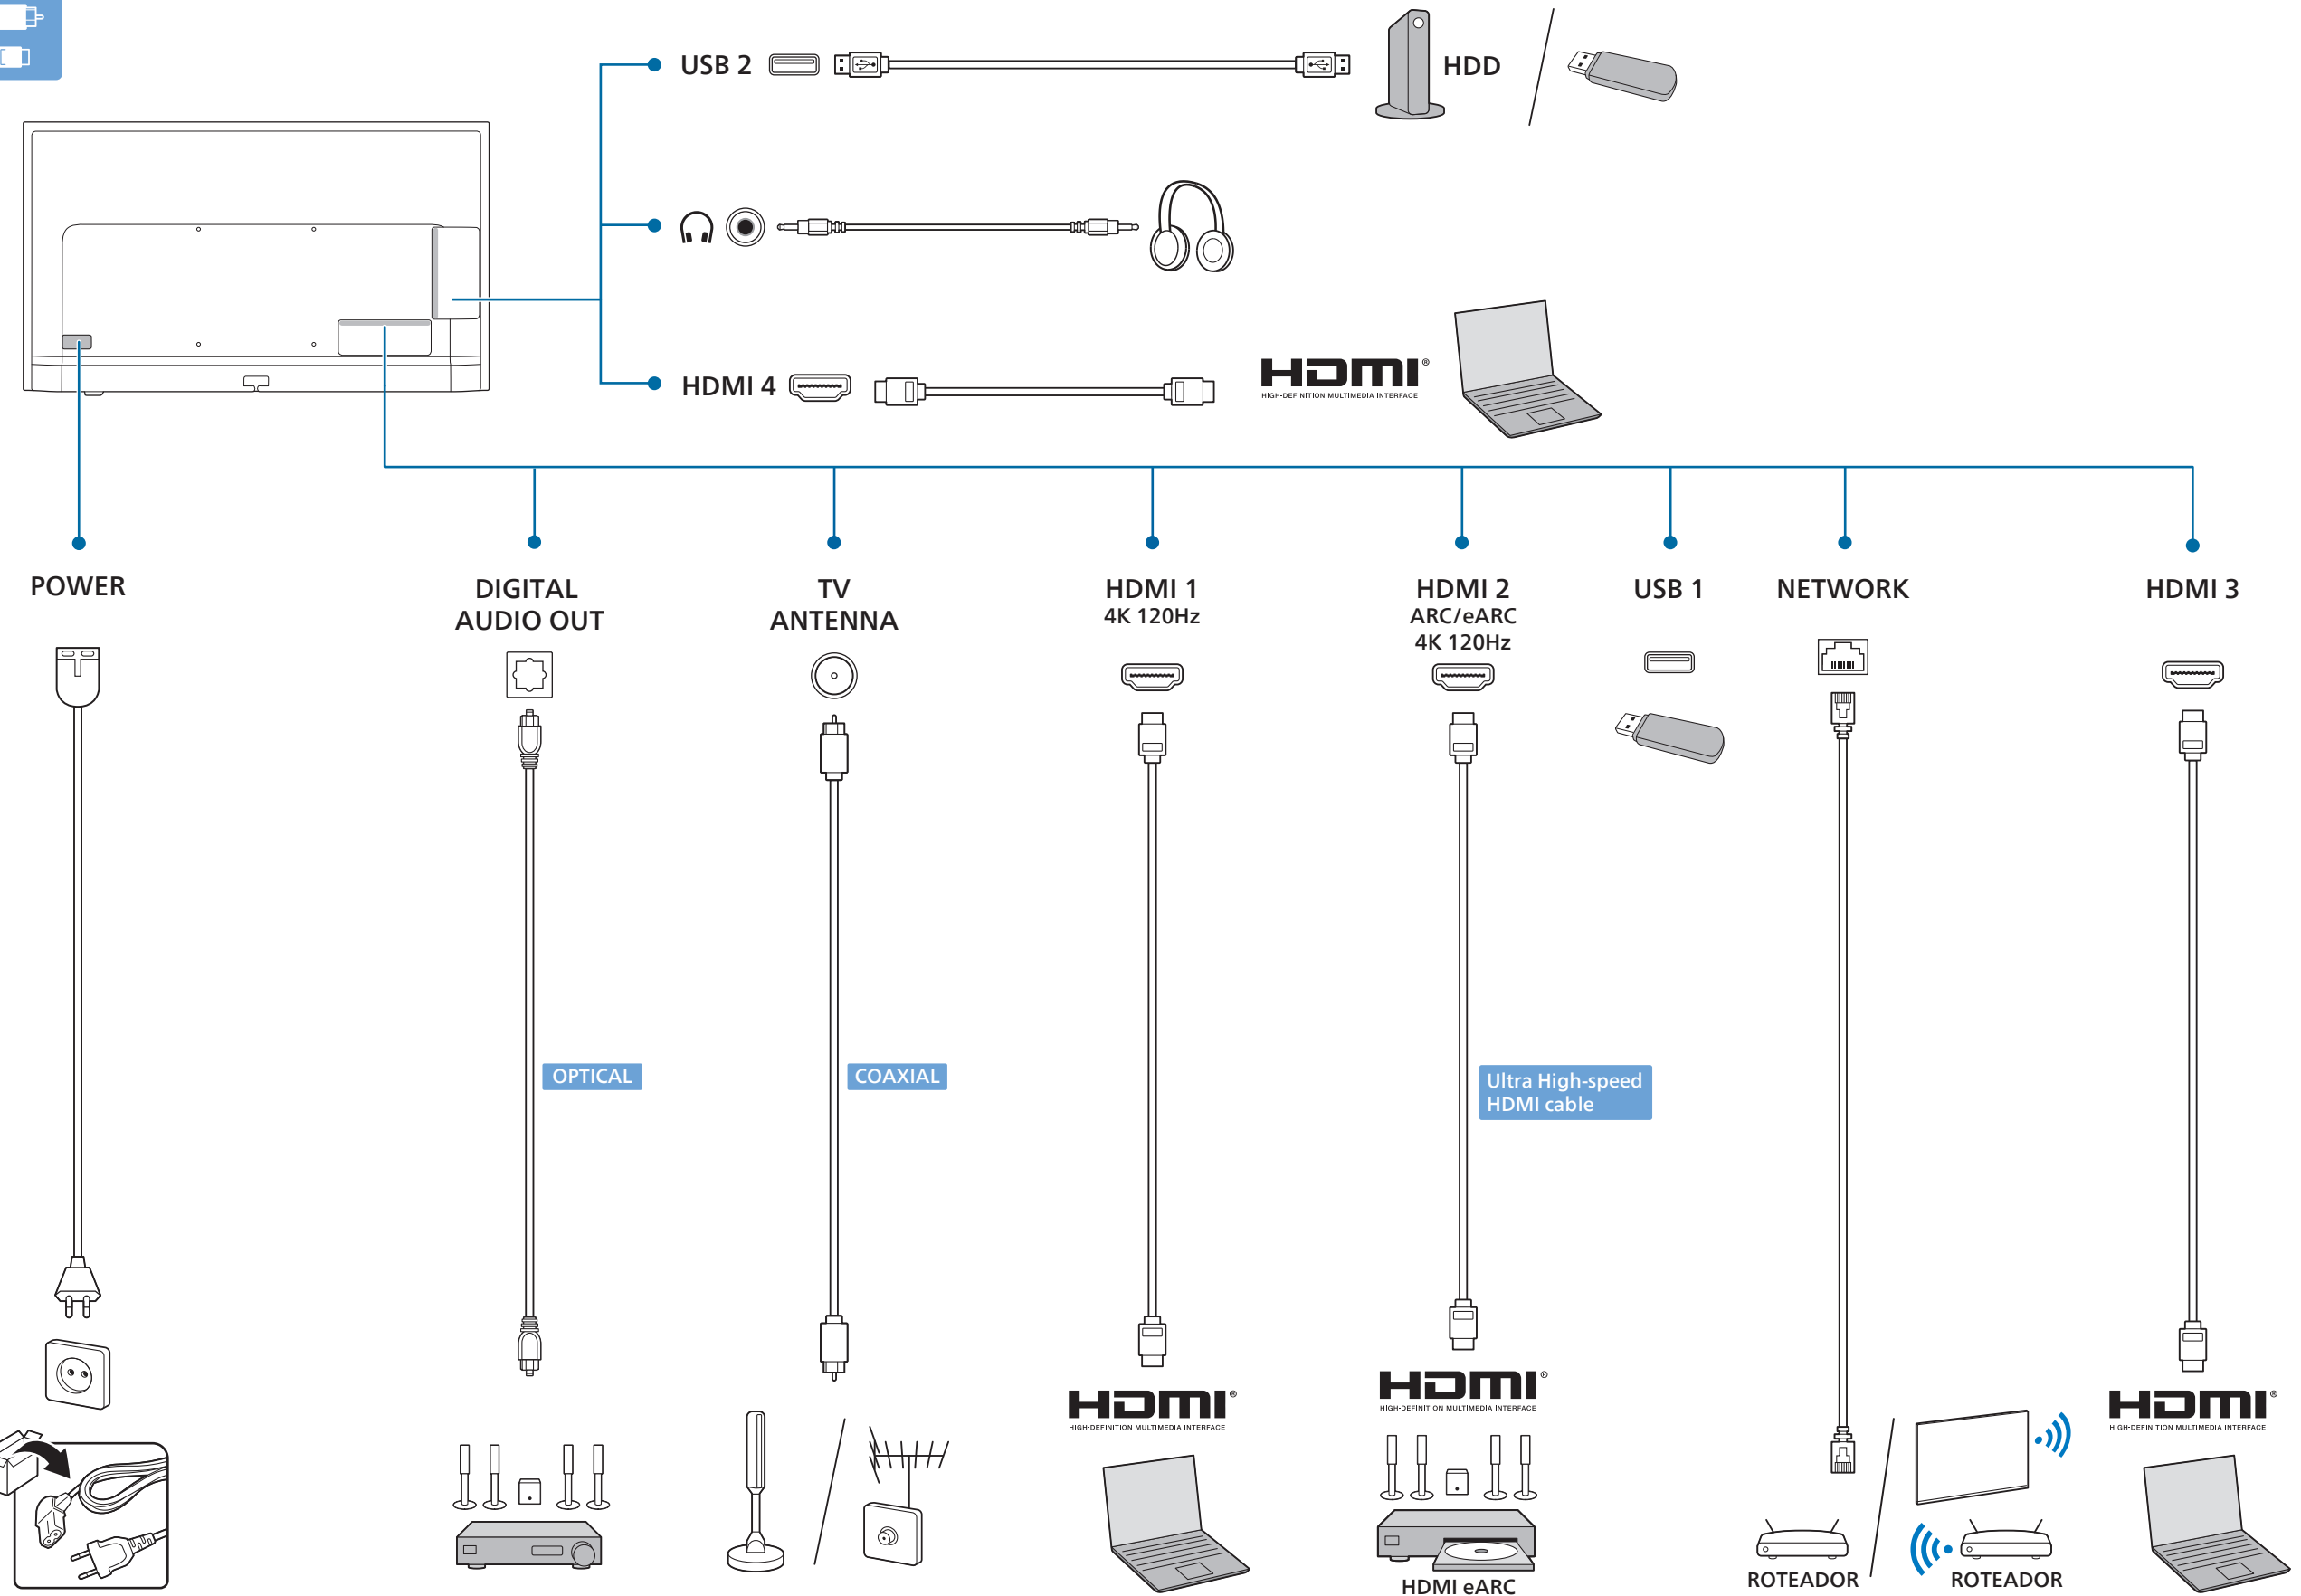 USB 2
HDD
HDMI 4
HDMI®
HIGH-DEFINITION MULTIMEDIA INTERFACE
POWER
DIGITAL
AUDIO OUT
TV
ANTENNA
HDMI 1
4K 120Hz
HDMI 2
ARC/eARC
4K 120Hz
USB 1
NETWORK
HDMI 3
OPTICAL
COAXIAL
Ultra High-speed
HDMI cable
HDMI®
HIGH-DEFINITION MULTIMEDIA INTERFACE
HDMI®
HIGH-DEFINITION MULTIMEDIA INTERFACE
HDMI®
HIGH-DEFINITION MULTIMEDIA INTERFACE
HDMI eARC
ROTEADOR
ROTEADOR